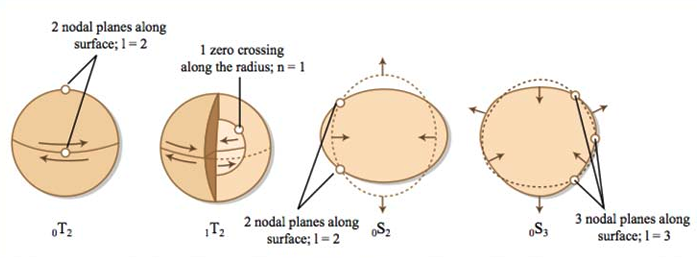 2 nodal planes along
surface; l = 2
1 zero crossing
along the radius; n = 1
₀T₂
₁T₂
2 nodal planes along
surface; l = 2
₀S₂
₀S₃
3 nodal planes along
surface; l = 3